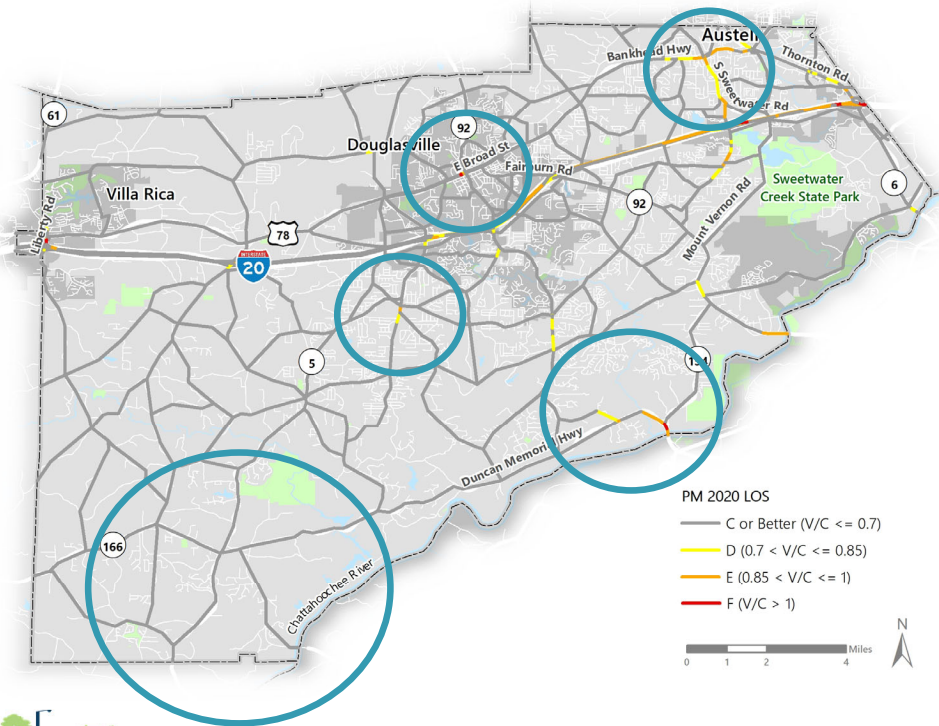 Austell
Bankhead Hwy
Thornton Rd
S Sweetwater Rd
61
92
Douglasville
E Broad St
Fairburn Rd
Villa Rica
Liberty Rd
78
INTERSTATE
20
92
Sweetwater
Creek State Park
6
Mount Vernon Rd
5
154
Duncan Memorial Hwy
166
Chattahoochee River
PM 2020 LOS
C or Better (V/C <= 0.7)
D (0.7 < V/C <= 0.85)
E (0.85 < V/C <= 1)
F (V/C > 1)
N
Miles
0 1 2 4